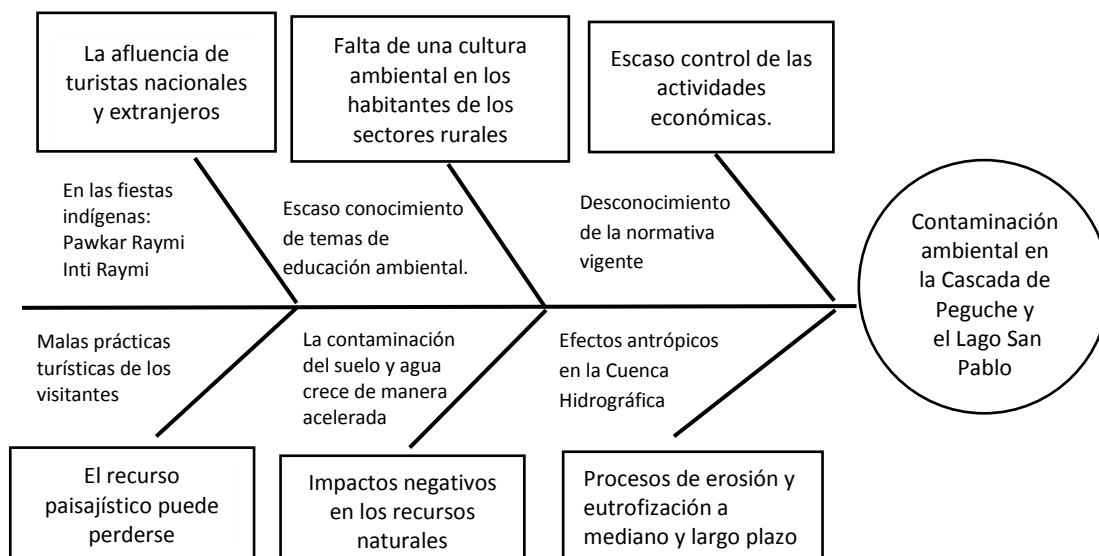 La afluencia de
turistas nacionales
y extranjeros
Falta de una cultura
ambiental en los
habitantes de los
sectores rurales
Escaso control de las
actividades
económicas.
En las fiestas
indígenas:
Pawkar Raymi
Inti Raymi
Escaso conocimiento
de temas de
educación ambiental.
Desconocimiento
de la normativa
vigente
Contaminación
ambiental en
la Cascada de
Peguche y
el Lago San
Pablo
Malas prácticas
turísticas de los
visitantes
La contaminación
del suelo y agua
crece de manera
acelerada
Efectos antrópicos
en la Cuenca
Hidrográfica
El recurso
paisajístico puede
perderse
Impactos negativos
en los recursos
naturales
Procesos de erosión y
eutrofización a
mediano y largo plazo